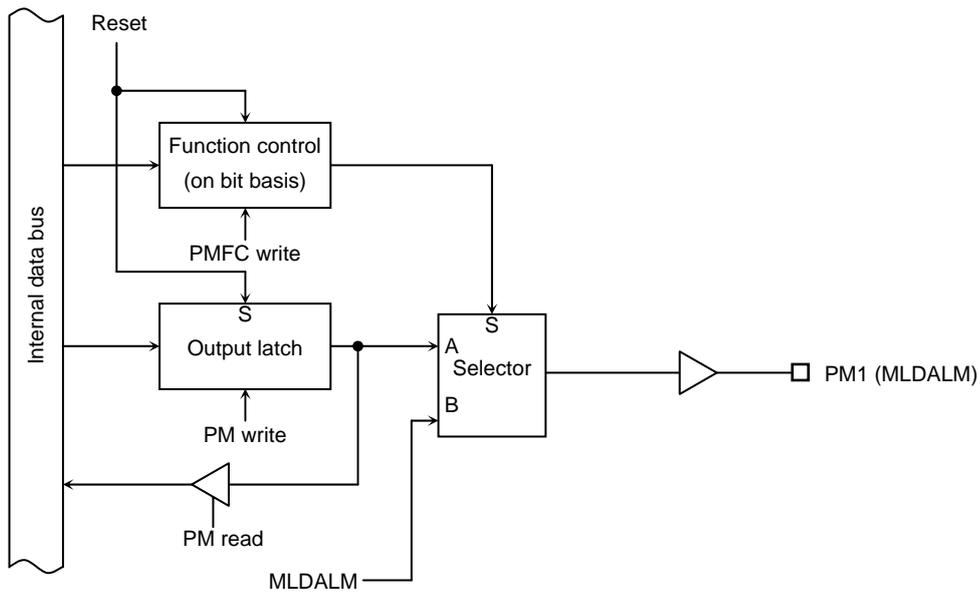 Reset
Function control
(on bit basis)
PMFC write
Internal data bus
S
Output latch
PM write
PM read
S
A
Selector
B
PM1 (MLDALM)
MLDALM